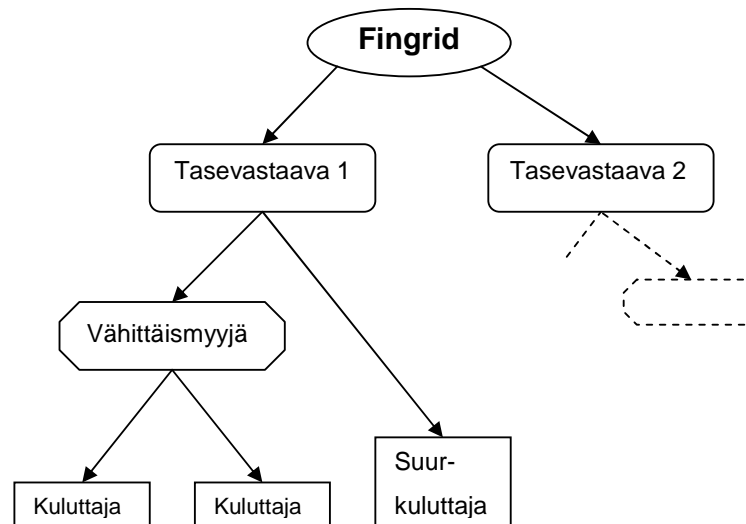 Fingrid
Tasevastaava 1
Tasevastaava 2
Vähittäismyyjä
Suur-
kuluttaja
Kuluttaja
Kuluttaja